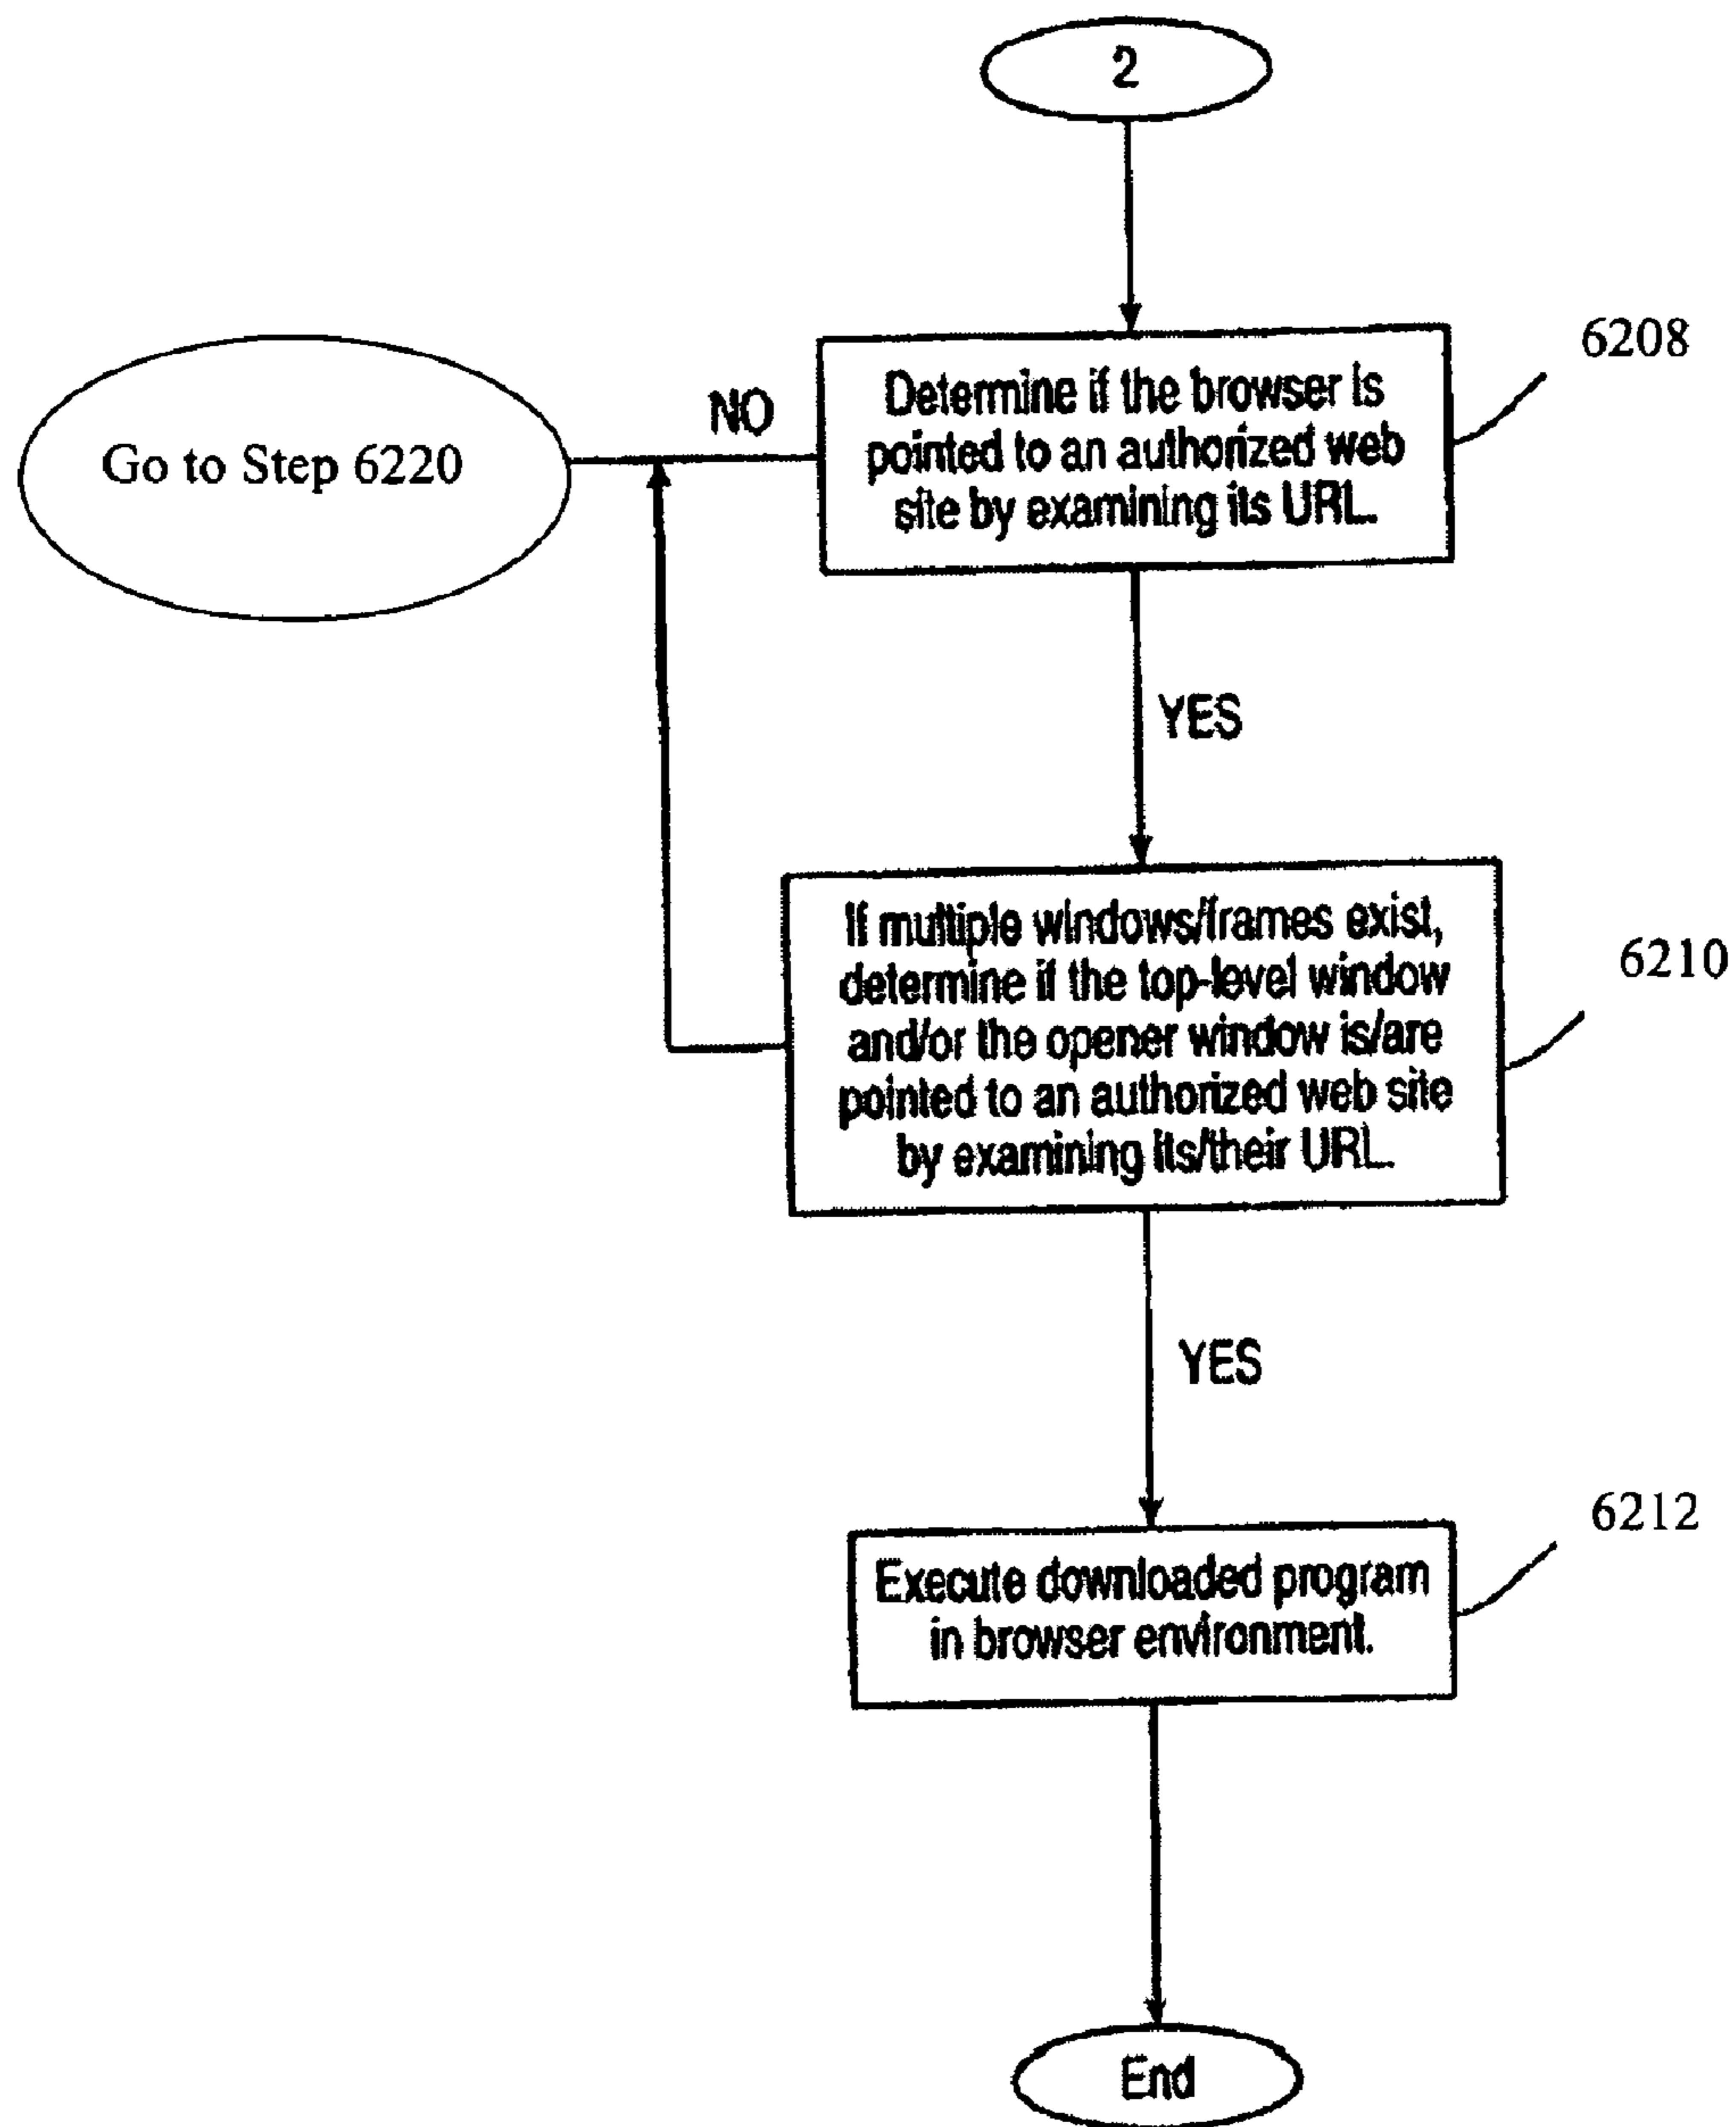 2
6208
Determine if the browser is
pointed to an authorized web
site by examining its URL.
NO
Go to Step 6220
YES
If multiple windows/frames exist,
determine if the top-level window
and/or the opener window is/are
pointed to an authorized web site
by examining its/their URL.
6210
YES
6212
Execute downloaded program
in browser environment.
End